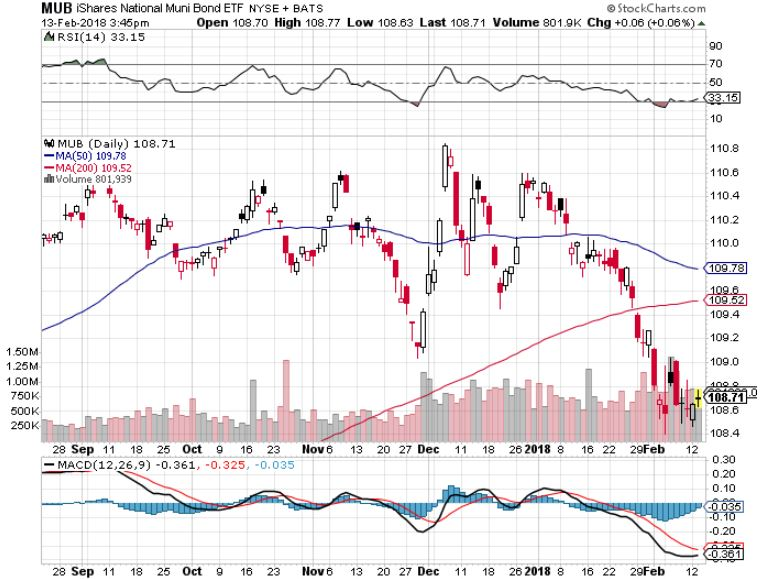 MUB iShares National Muni Bond ETF NYSE + BATS
© StockCharts.com
13-Feb-2018 3:45pm
Open 108.70 High 108.77 Low 108.63 Last 108.71 Volume 801.9K Chg +0.06 (+0.06%)
RSI(14) 33.15
90
70
50
33.15
10
MUB (Daily) 108.71
MA(50) 109.78
MA(200) 109.52
Volume 801,939
110.8
110.6
110.4
110.2
110.0
109.78
109.6
109.52
109.4
109.2
109.0
108.8
108.71
108.6
108.4
1.50M
1.25M
1.00M
750K
500K
250K
28 Sep 11 18 25 Oct 9 16 23 Nov 6 13 20 27 Dec 11 18 26 2018 8 16 22 29 Feb 12
MACD(12,26,9) -0.361, -0.325, -0.035
0.30
0.20
0.10
-0.035
-0.10
-0.20
-0.325
-0.361
28 Sep 11 18 25 Oct 9 16 23 Nov 6 13 20 27 Dec 11 18 26 2018 8 16 22 29 Feb 12